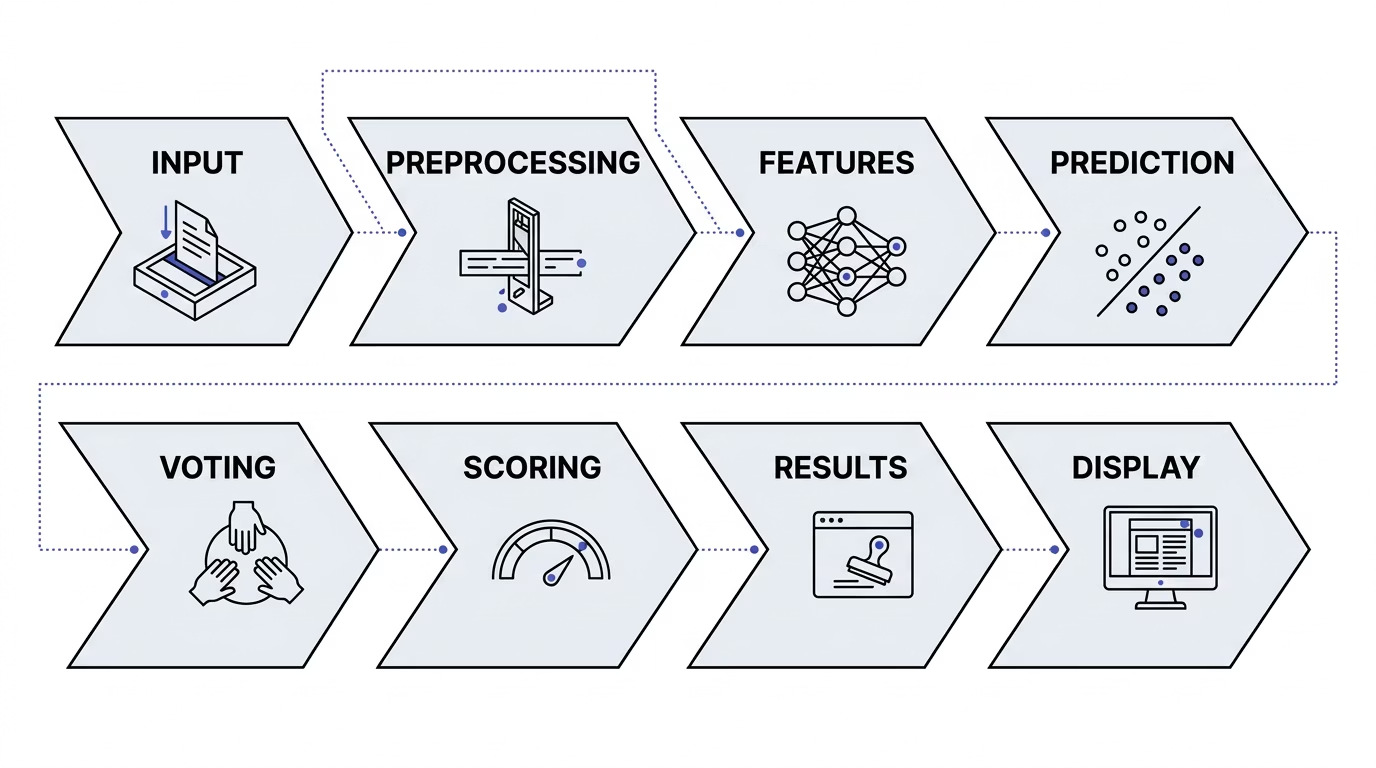 INPUT
PREPROCESSING
FEATURES
PREDICTION
VOTING
SCORING
RESULTS
DISPLAY